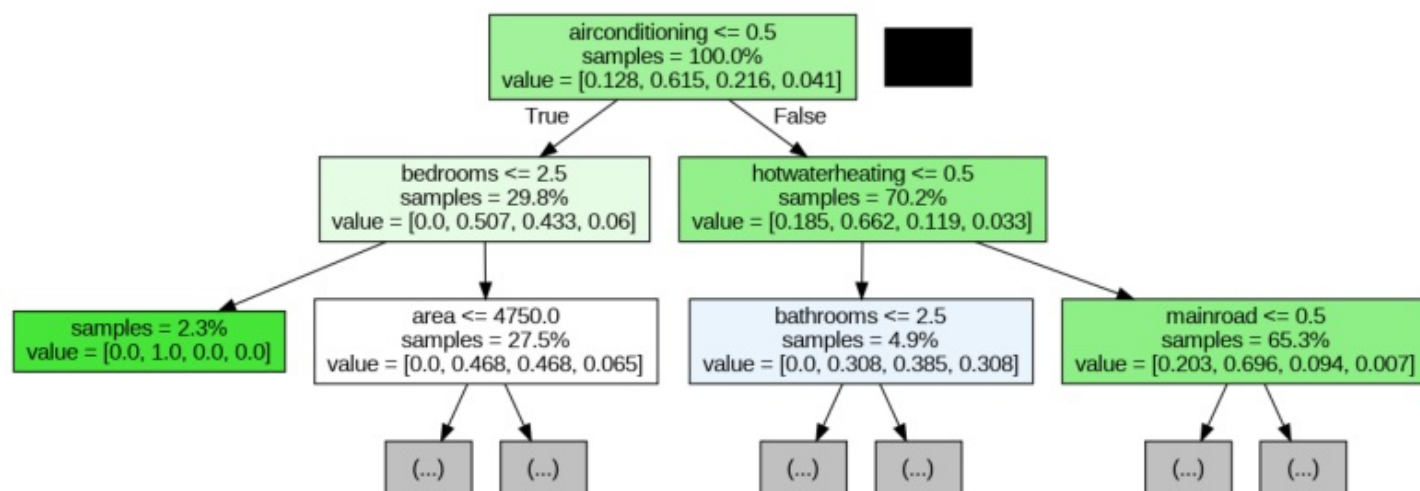 airconditioning <= 0.5
samples = 100.0%
value = [0.128, 0.615, 0.216, 0.041]
True
False
bedrooms <= 2.5
samples = 29.8%
value = [0.0, 0.507, 0.433, 0.06]
hotwaterheating <= 0.5
samples = 70.2%
value = [0.185, 0.662, 0.119, 0.033]
samples = 2.3%
value = [0.0, 1.0, 0.0, 0.0]
area <= 4750.0
samples = 27.5%
value = [0.0, 0.468, 0.468, 0.065]
bathrooms <= 2.5
samples = 4.9%
value = [0.0, 0.308, 0.385, 0.308]
mainroad <= 0.5
samples = 65.3%
value = [0.203, 0.696, 0.094, 0.007]
(...)
(...)
(...)
(...)
(...)
(...)